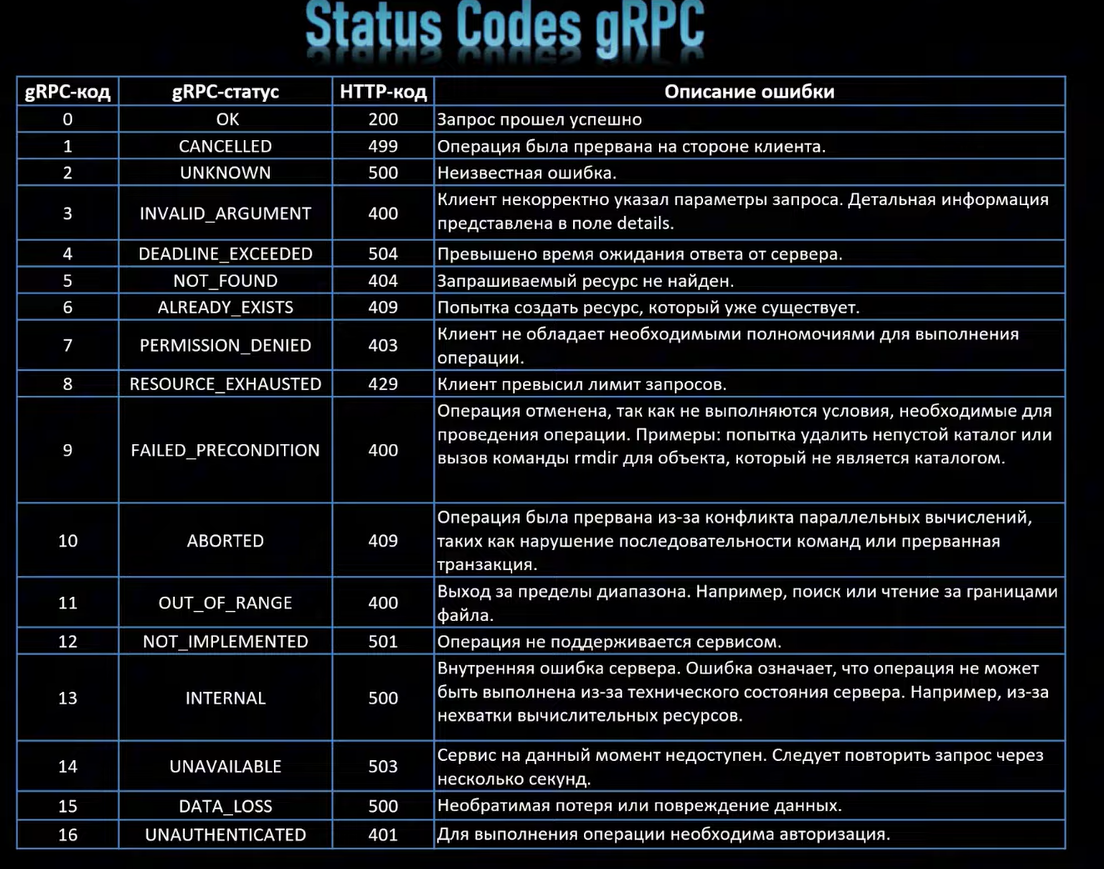 Status Codes gRPC
gRPC-код gRPC-статус HTTP-код Описание ошибки
0 OK 200 Запрос прошел успешно
1 CANCELLED 499 Операция была прервана на стороне клиента.
2 UNKNOWN 500 Неизвестная ошибка.
3 INVALID_ARGUMENT 400 Клиент некорректно указал параметры запроса. Детальная информация
представлена в поле details.
4 DEADLINE_EXCEEDED 504 Превышено время ожидания ответа от сервера.
5 NOT_FOUND 404 Запрашиваемый ресурс не найден.
6 ALREADY_EXISTS 409 Попытка создать ресурс, который уже существует.
7 PERMISSION_DENIED 403 Клиент не обладает необходимыми полномочиями для выполнения
операции.
8 RESOURCE_EXHAUSTED 429 Клиент превысил лимит запросов.
9 FAILED_PRECONDITION 400 Операция отменена, так как не выполняются условия, необходимые для
проведения операции. Примеры: попытка удалить непустой каталог или
вызов команды rmdir для объекта, который не является каталогом.
10 ABORTED 409 Операция была прервана из-за конфликта параллельных вычислений,
таких как нарушение последовательности команд или прерванная
транзакция.
11 OUT_OF_RANGE 400 Выход за пределы диапазона. Например, поиск или чтение за границами
файла.
12 NOT_IMPLEMENTED 501 Операция не поддерживается сервисом.
13 INTERNAL 500 Внутренняя ошибка сервера. Ошибка означает, что операция не может
быть выполнена из-за технического состояния сервера. Например, из-за
нехватки вычислительных ресурсов.
14 UNAVAILABLE 503 Сервис на данный момент недоступен. Следует повторить запрос через
несколько секунд.
15 DATA_LOSS 500 Необратимая потеря или повреждение данных.
16 UNAUTHENTICATED 401 Для выполнения операции необходима авторизация.